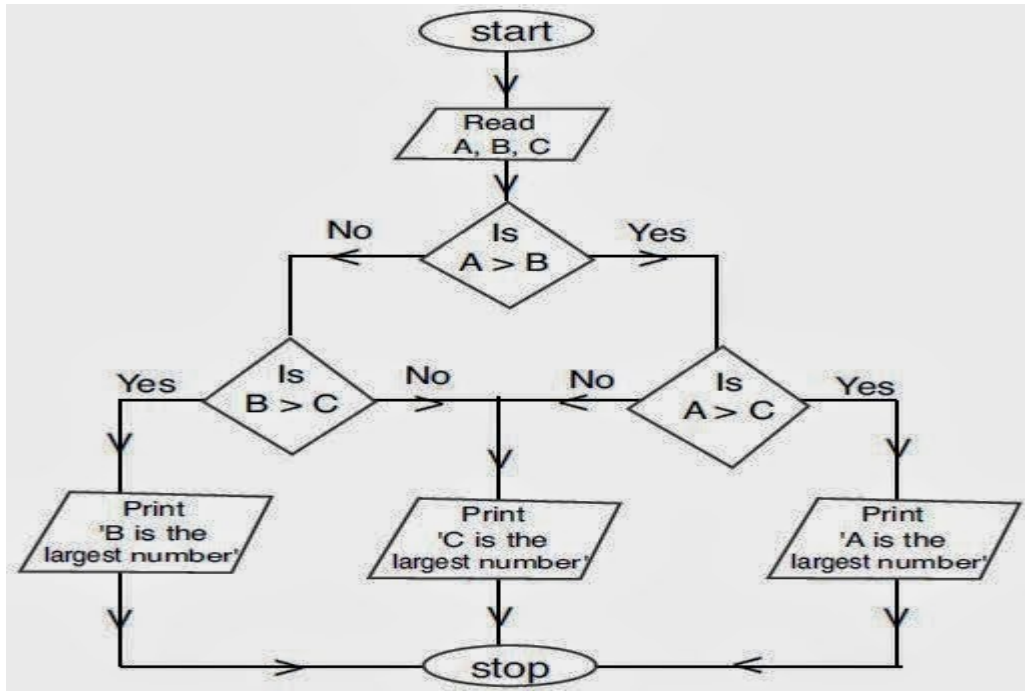 start
Read
A, B, C
Is
A > B
No
Yes
Is
B > C
Yes
No
Is
A > C
No
Yes
Print
'B is the
largest number'
Print
'C is the
largest number'
Print
'A is the
largest number'
stop